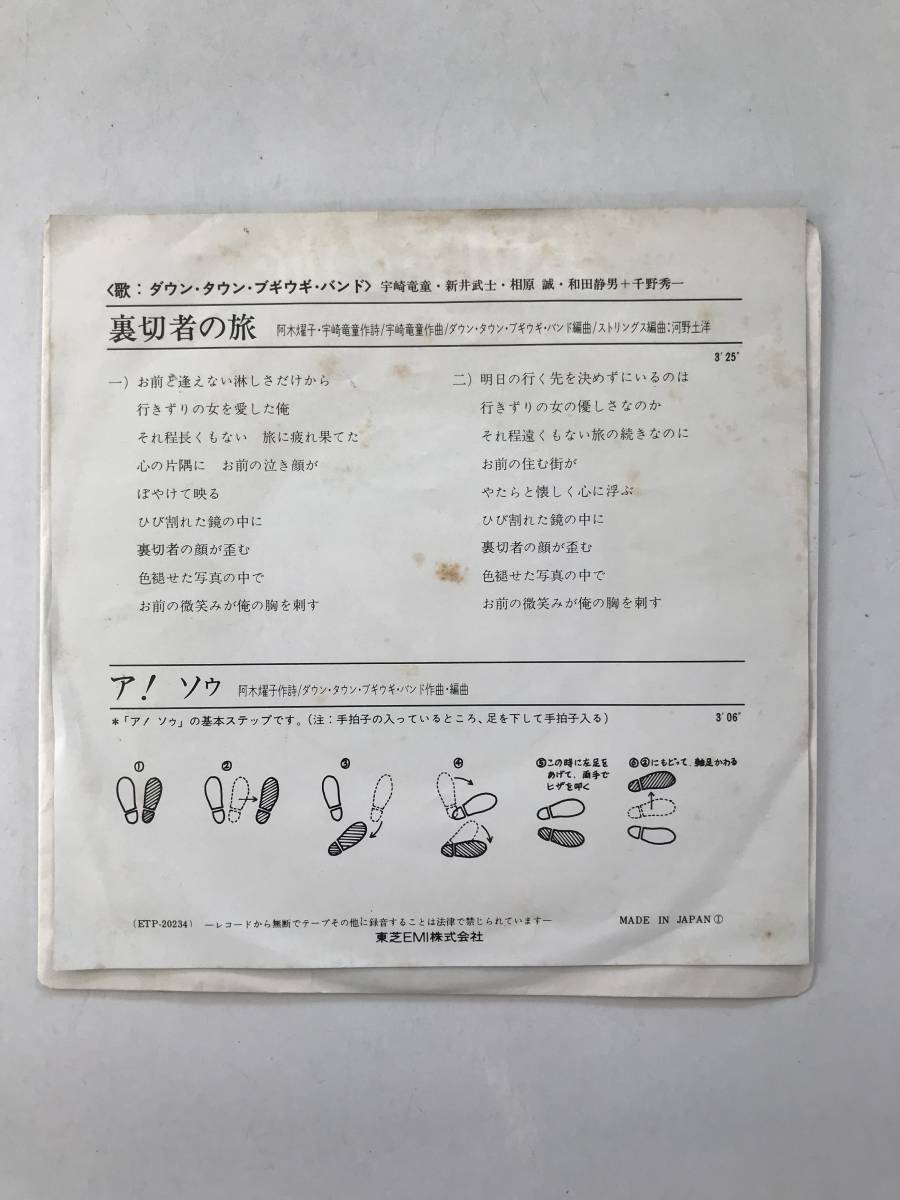 〈歌：ダウン・タウン・ブギウギ・バンド〉宇崎竜童・新井武士・相原 誠・和田静男＋千野秀一
裏切者の旅 阿木燿子・宇崎竜童作詩/宇崎竜童作曲/ダウン・タウン・ブギウギ・バンド編曲/ストリングス編曲：河野土洋
3′25″
一）お前と逢えない淋しさだけから
行きずりの女を愛した俺
それ程長くもない　旅に疲れ果てた
心の片隅に　お前の泣き顔が
ぼやけて映る
ひび割れた鏡の中に
裏切者の顔が歪む
色褪せた写真の中で
お前の微笑みが俺の胸を刺す
二）明日の行く先を決めずにいるのは
行きずりの女の優しさなのか
それ程遠くもない旅の続きなのに
お前の住む街が
やたらと懐しく心に浮ぶ
ひび割れた鏡の中に
裏切者の顔が歪む
色褪せた写真の中で
お前の微笑みが俺の胸を刺す
ア！ ソゥ 阿木燿子作詩/ダウン・タウン・ブギウギ・バンド作曲・編曲
＊「ア！ソゥ」の基本ステップです。（注：手拍子の入っているところ、足を下して手拍子入る）
3′06″
① ② ③ ④
⑤この時に左足をあげて、両手でヒザを叩く
⑥②にもどって、軸足かわる
(ETP-20234) —レコードから無断でテープその他に録音することは法律で禁じられています— MADE IN JAPAN①
東芝EMI株式会社